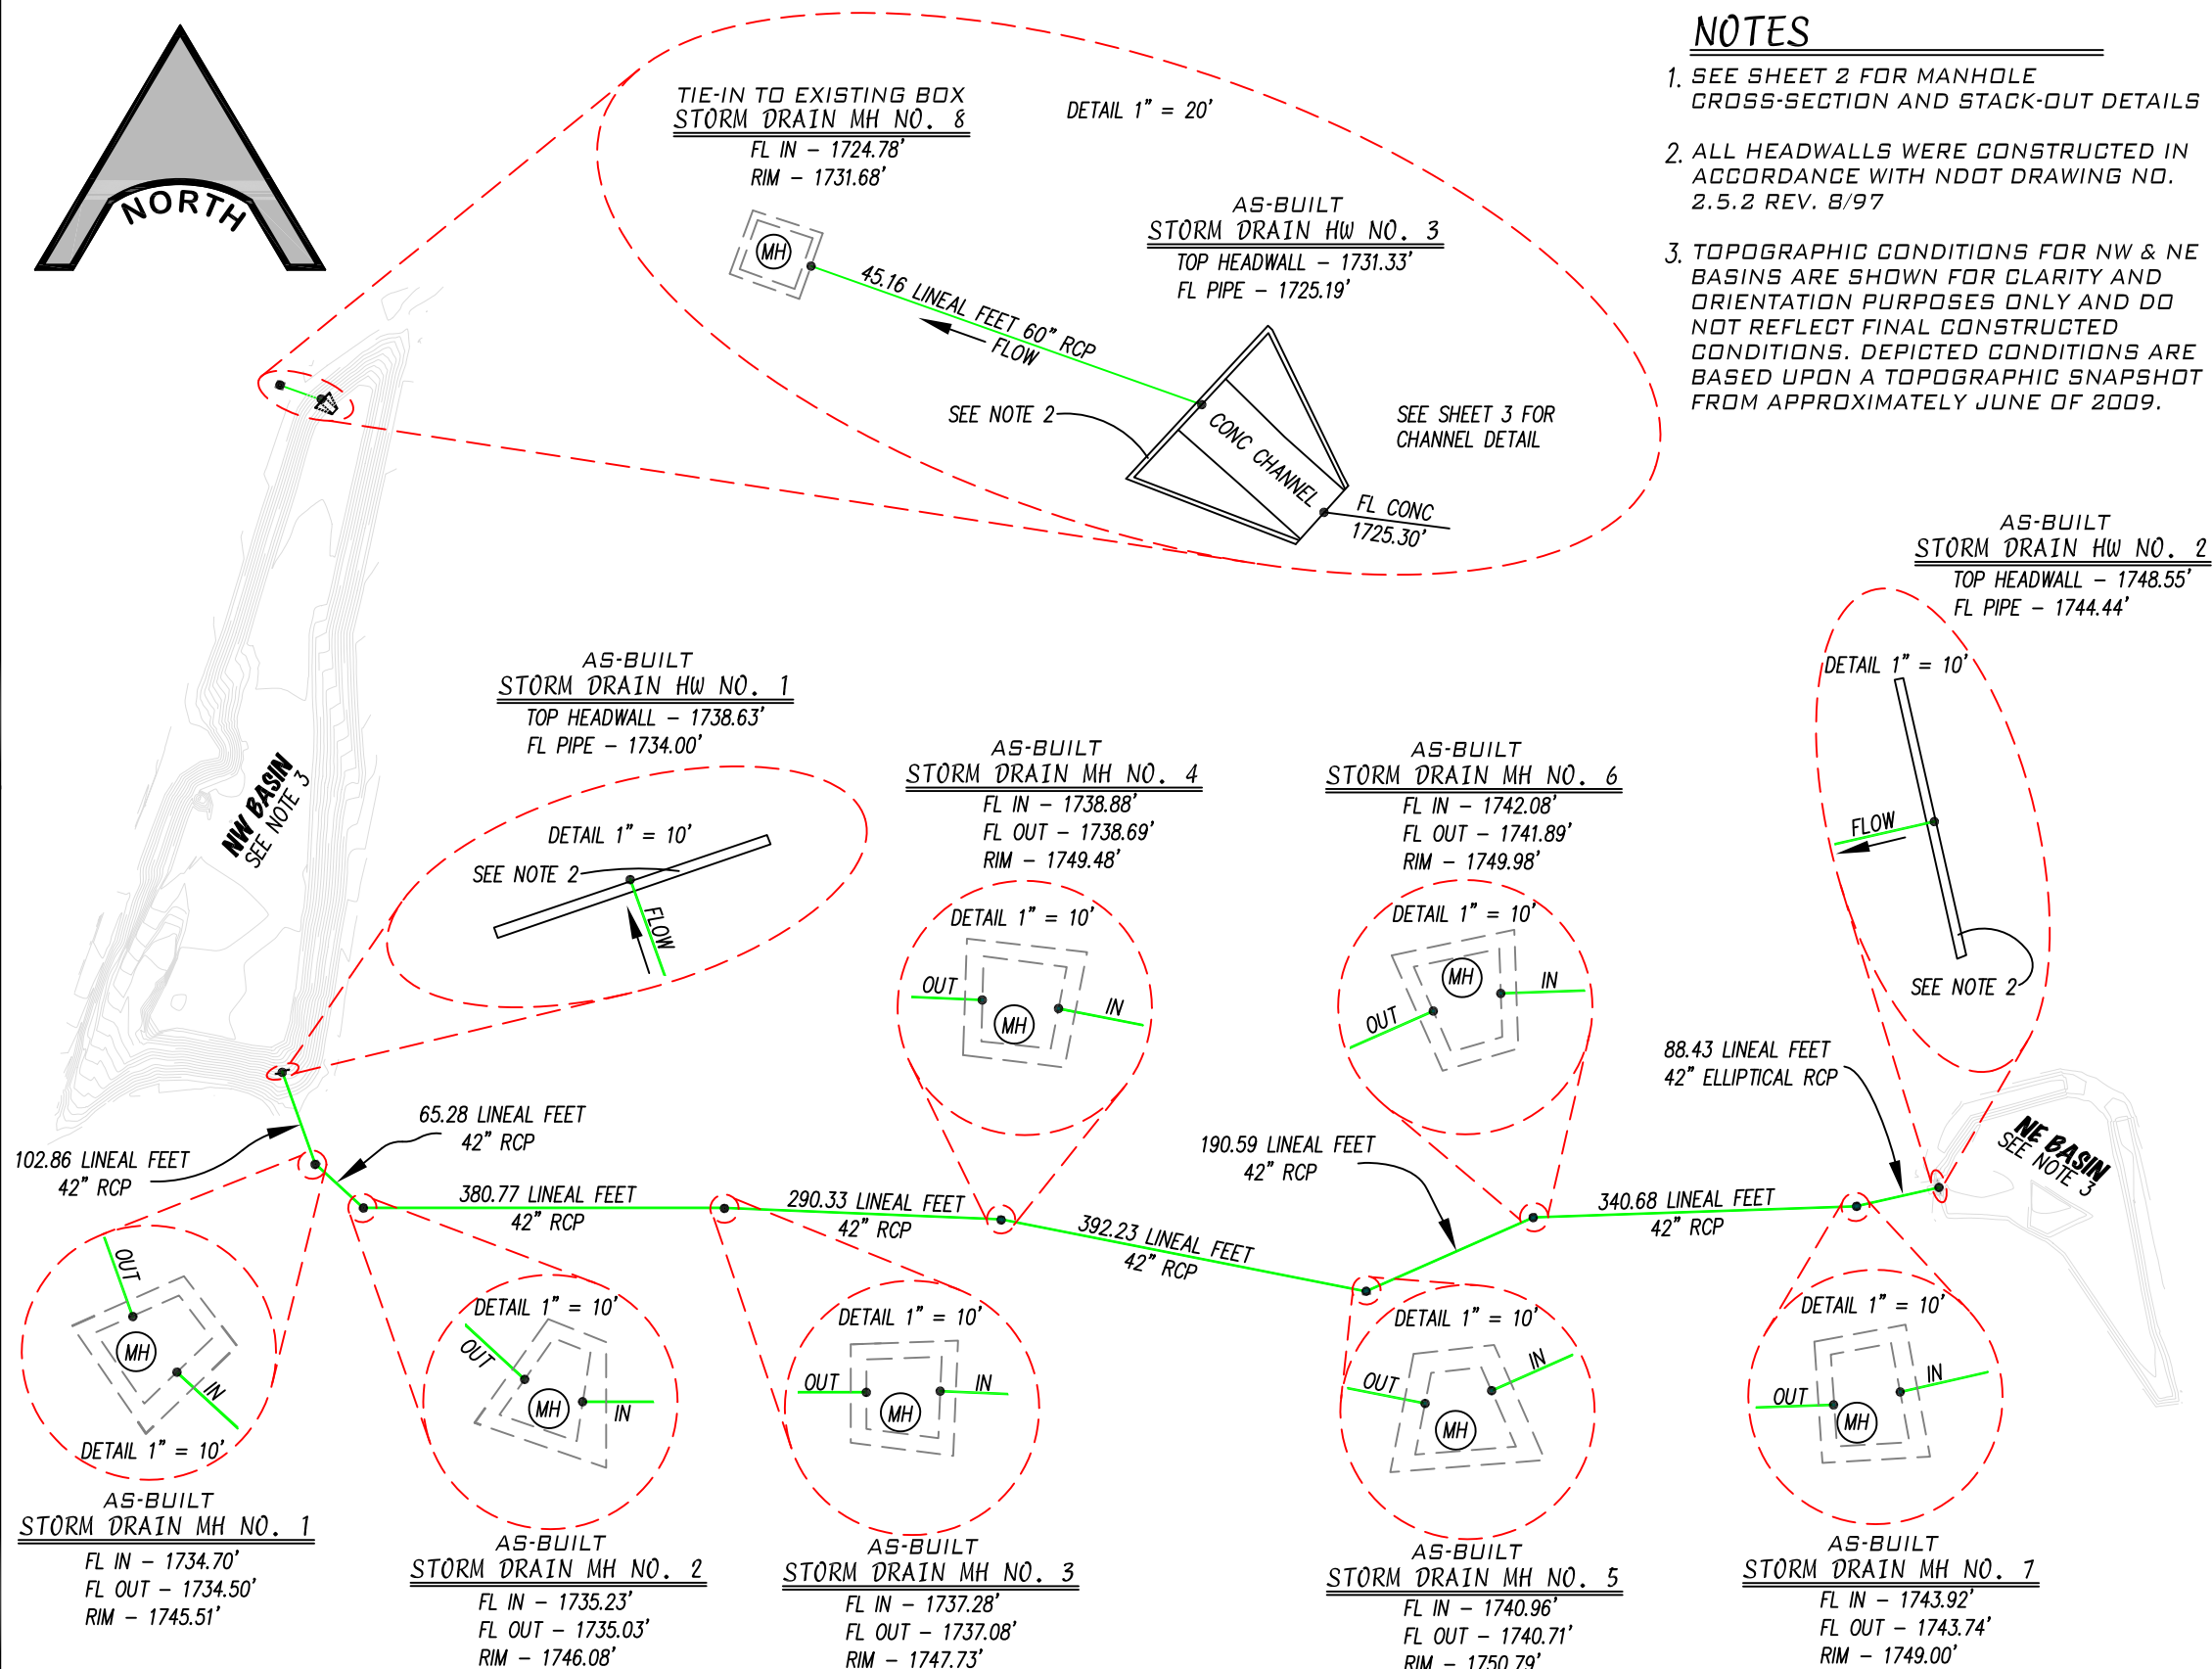 NORTH
TIE-IN TO EXISTING BOX
STORM DRAIN MH NO. 8
FL IN – 1724.78'
RIM – 1731.68'
DETAIL 1" = 20'
MH
45.16 LINEAL FEET 60" RCP
FLOW
AS-BUILT
STORM DRAIN HW NO. 3
TOP HEADWALL – 1731.33'
FL PIPE – 1725.19'
SEE NOTE 2
CONC CHANNEL
SEE SHEET 3 FOR
CHANNEL DETAIL
FL CONC
1725.30'
NOTES
1. SEE SHEET 2 FOR MANHOLE
CROSS-SECTION AND STACK-OUT DETAILS
2. ALL HEADWALLS WERE CONSTRUCTED IN
ACCORDANCE WITH NDOT DRAWING NO.
2.5.2 REV. 8/97
3. TOPOGRAPHIC CONDITIONS FOR NW & NE
BASINS ARE SHOWN FOR CLARITY AND
ORIENTATION PURPOSES ONLY AND DO
NOT REFLECT FINAL CONSTRUCTED
CONDITIONS. DEPICTED CONDITIONS ARE
BASED UPON A TOPOGRAPHIC SNAPSHOT
FROM APPROXIMATELY JUNE OF 2009.
AS-BUILT
STORM DRAIN HW NO. 2
TOP HEADWALL – 1748.55'
FL PIPE – 1744.44'
DETAIL 1" = 10'
FLOW
SEE NOTE 2
NW BASIN
SEE NOTE 3
AS-BUILT
STORM DRAIN HW NO. 1
TOP HEADWALL – 1738.63'
FL PIPE – 1734.00'
DETAIL 1" = 10'
SEE NOTE 2
FLOW
AS-BUILT
STORM DRAIN MH NO. 4
FL IN – 1738.88'
FL OUT – 1738.69'
RIM – 1749.48'
DETAIL 1" = 10'
OUT
IN
MH
AS-BUILT
STORM DRAIN MH NO. 6
FL IN – 1742.08'
FL OUT – 1741.89'
RIM – 1749.98'
DETAIL 1" = 10'
MH
IN
OUT
88.43 LINEAL FEET
42" ELLIPTICAL RCP
NE BASIN
SEE NOTE 3
102.86 LINEAL FEET
42" RCP
65.28 LINEAL FEET
42" RCP
380.77 LINEAL FEET
42" RCP
290.33 LINEAL FEET
42" RCP
392.23 LINEAL FEET
42" RCP
190.59 LINEAL FEET
42" RCP
340.68 LINEAL FEET
42" RCP
OUT
MH
IN
DETAIL 1" = 10'
AS-BUILT
STORM DRAIN MH NO. 1
FL IN – 1734.70'
FL OUT – 1734.50'
RIM – 1745.51'
DETAIL 1" = 10'
OUT
MH
IN
AS-BUILT
STORM DRAIN MH NO. 2
FL IN – 1735.23'
FL OUT – 1735.03'
RIM – 1746.08'
DETAIL 1" = 10'
OUT
IN
MH
AS-BUILT
STORM DRAIN MH NO. 3
FL IN – 1737.28'
FL OUT – 1737.08'
RIM – 1747.73'
DETAIL 1" = 10'
OUT
IN
MH
AS-BUILT
STORM DRAIN MH NO. 5
FL IN – 1740.96'
FL OUT – 1740.71'
RIM – 1750.79'
DETAIL 1" = 10'
OUT
IN
MH
AS-BUILT
STORM DRAIN MH NO. 7
FL IN – 1743.92'
FL OUT – 1743.74'
RIM – 1749.00'